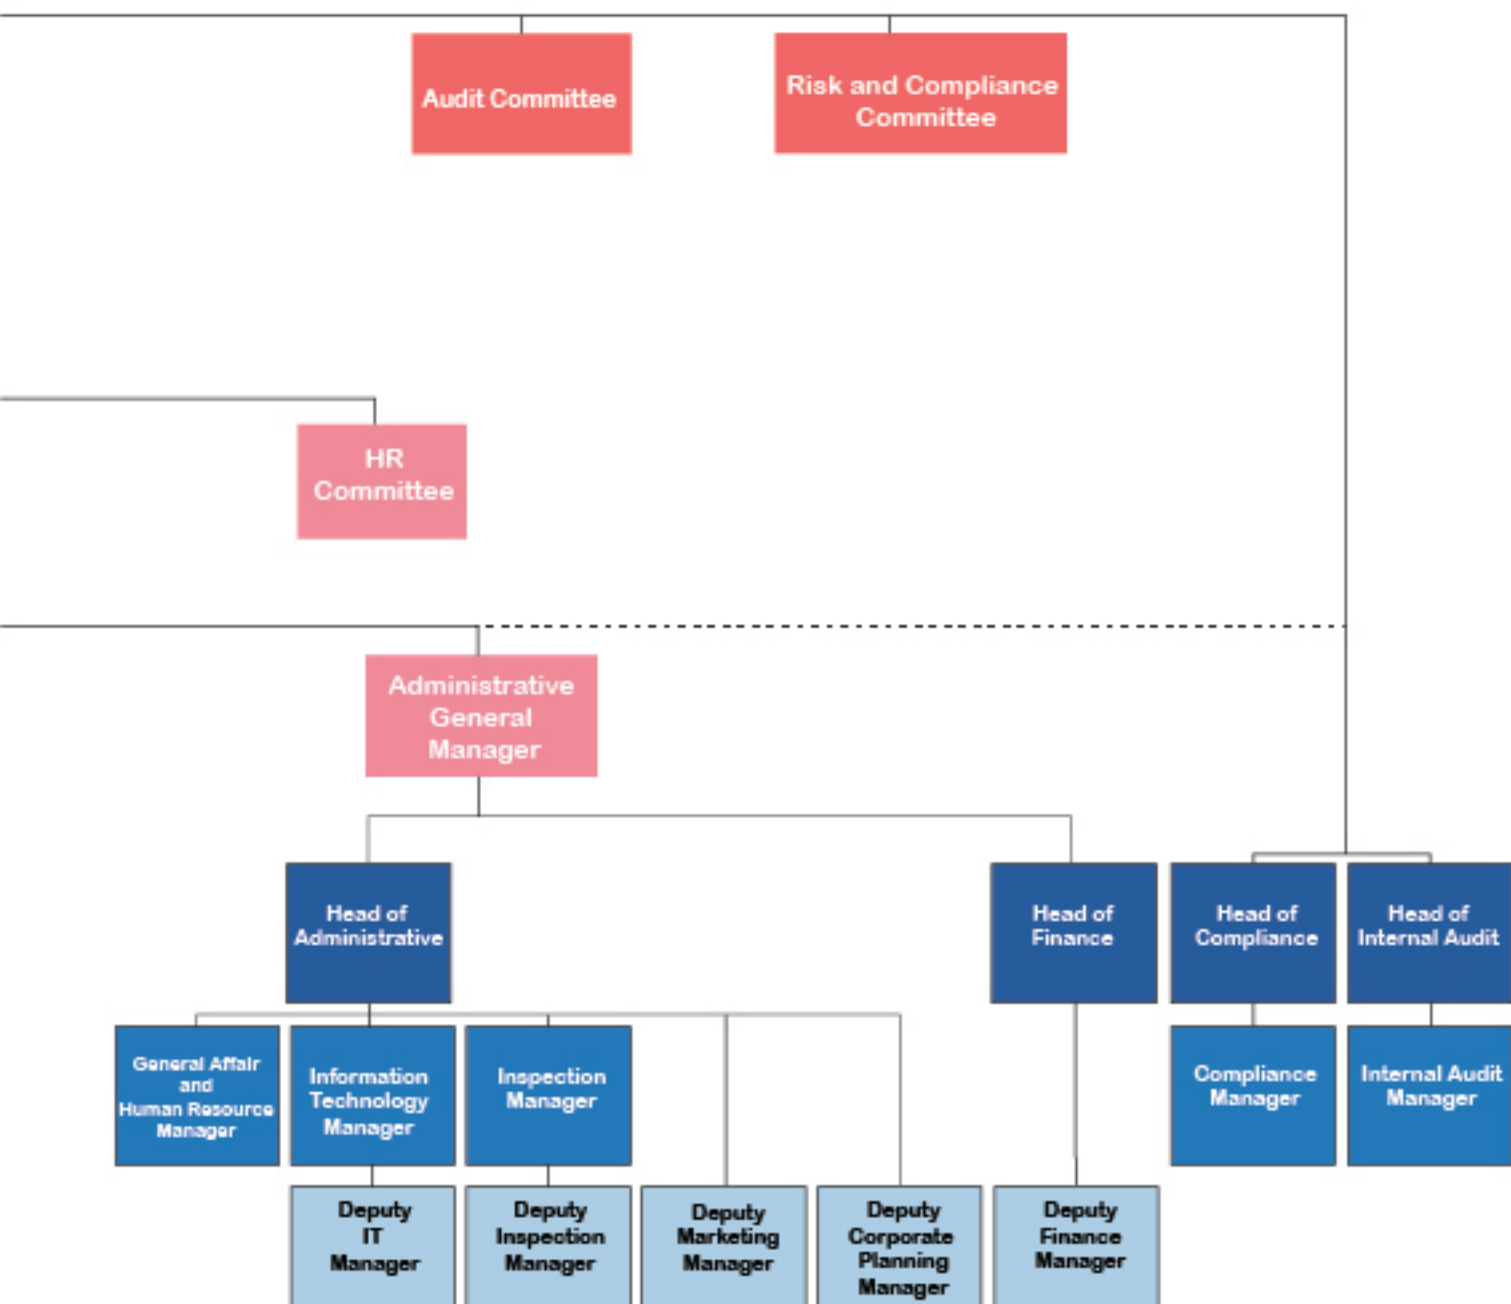 Audit Committee
Risk and Compliance
Committee
HR
Committee
Administrative
General
Manager
Head of
Administrative
Head of
Finance
Head of
Compliance
Head of
Internal Audit
General Affair
and
Human Resource
Manager
Information
Technology
Manager
Inspection
Manager
Compliance
Manager
Internal Audit
Manager
Deputy
IT
Manager
Deputy
Inspection
Manager
Deputy
Marketing
Manager
Deputy
Corporate
Planning
Manager
Deputy
Finance
Manager